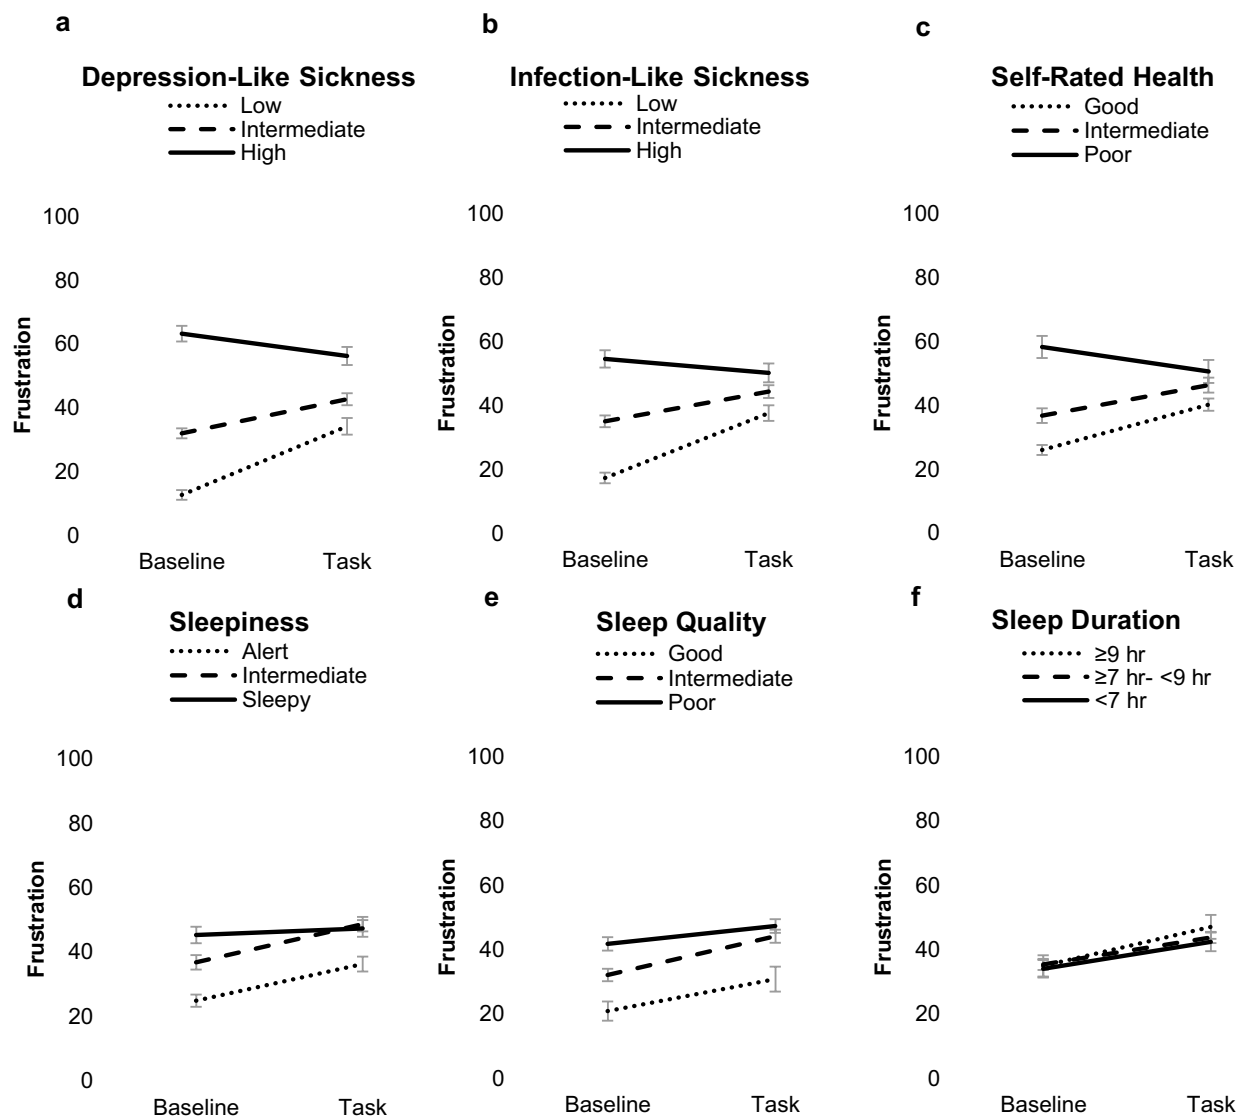 a
Depression-Like Sickness
Low
Intermediate
High
100
80
60
40
20
0
Frustration
Baseline Task
b
Infection-Like Sickness
Low
Intermediate
High
100
80
60
40
20
0
Frustration
Baseline Task
c
Self-Rated Health
Good
Intermediate
Poor
100
80
60
40
20
0
Frustration
Baseline Task
d
Sleepiness
Alert
Intermediate
Sleepy
100
80
60
40
20
0
Frustration
Baseline Task
e
Sleep Quality
Good
Intermediate
Poor
100
80
60
40
20
0
Frustration
Baseline Task
f
Sleep Duration
≥9 hr
≥7 hr- <9 hr
<7 hr
100
80
60
40
20
0
Frustration
Baseline Task